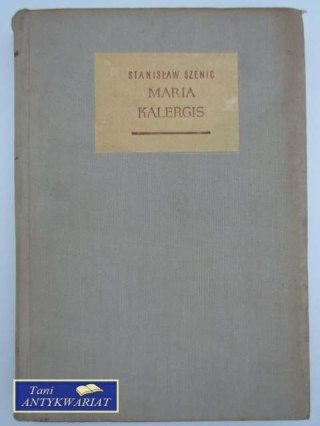 STANISŁAW SZENIC
MARIA
KALERGIS
Tani
ANTYKWARIAT